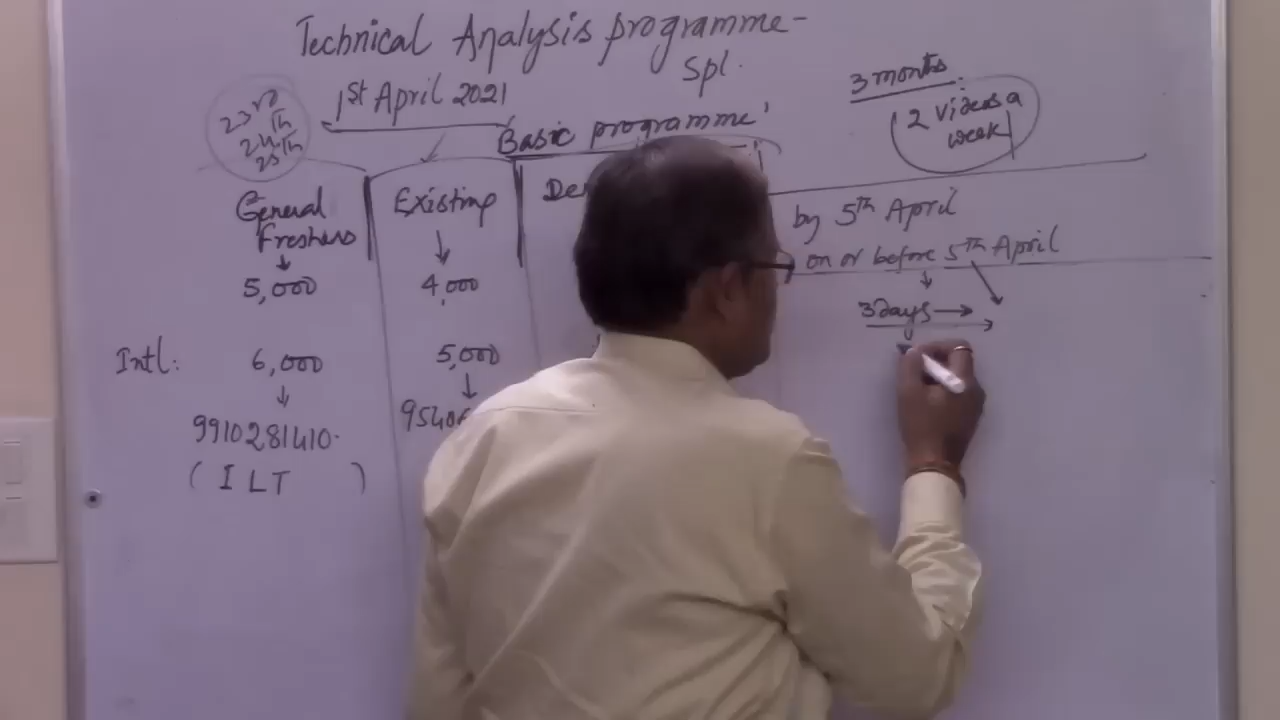 Technical Analysis programme-
Spl.
3 months.
23rd
24th
25th
1st April 2021
2 Videos a
week
Basic programme'
General
Freshers
Existing
by 5th April
on or before 5th April
5,000
4,000
3 days
Intl:
6,000
5,000
9910281410.
( I L T )